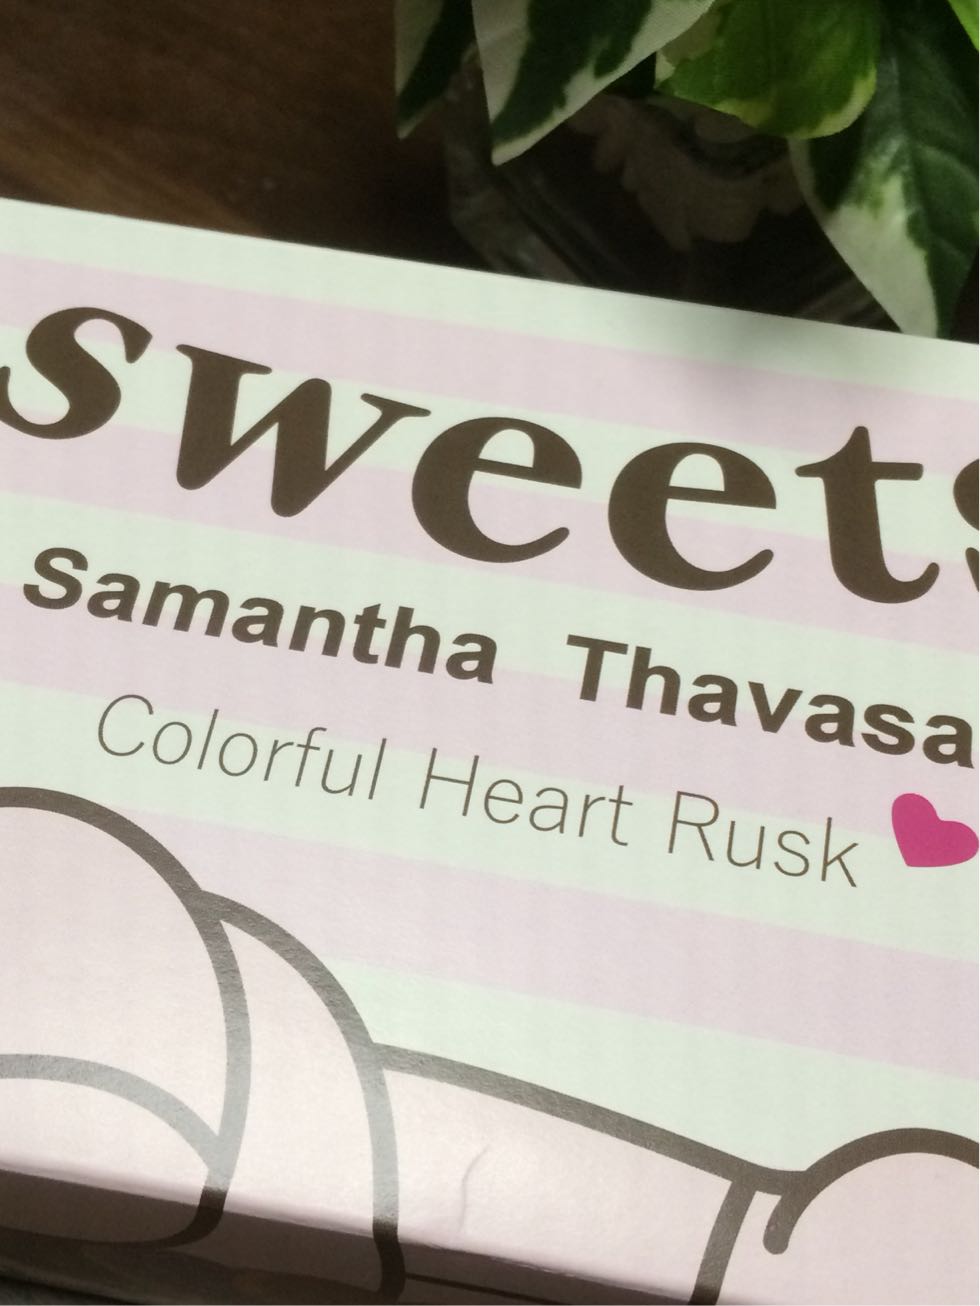 sweets
Samantha Thavasa
Colorful Heart Rusk